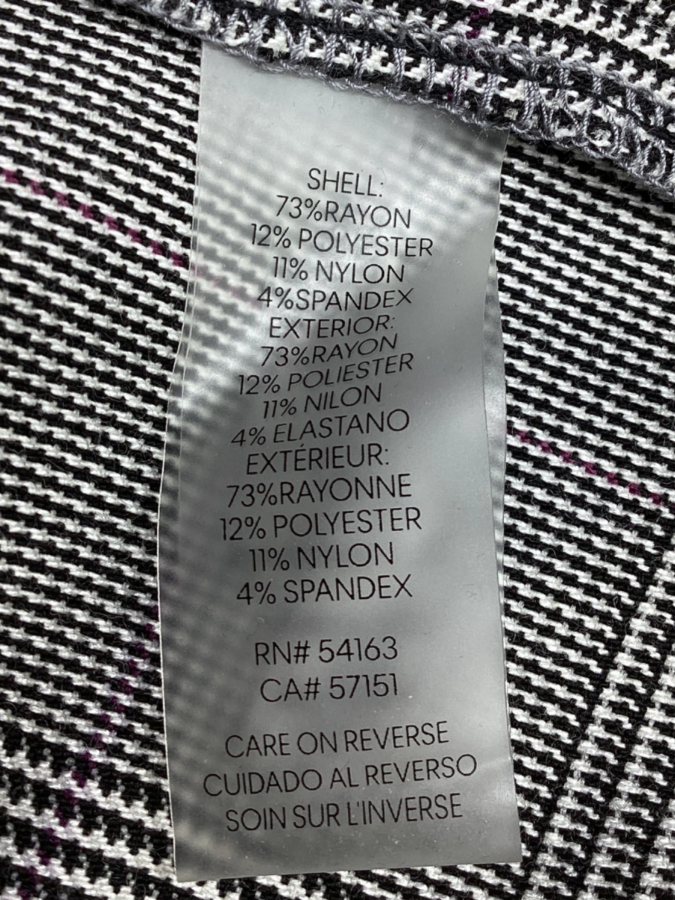 SHELL:
73%RAYON
12% POLYESTER
11% NYLON
4%SPANDEX
EXTERIOR:
73%RAYON
12% POLIESTER
11% NILON
4% ELASTANO
EXTÉRIEUR:
73%RAYONNE
12% POLYESTER
11% NYLON
4% SPANDEX
RN# 54163
CA# 57151
CARE ON REVERSE
CUIDADO AL REVERSO
SOIN SUR L'INVERSE